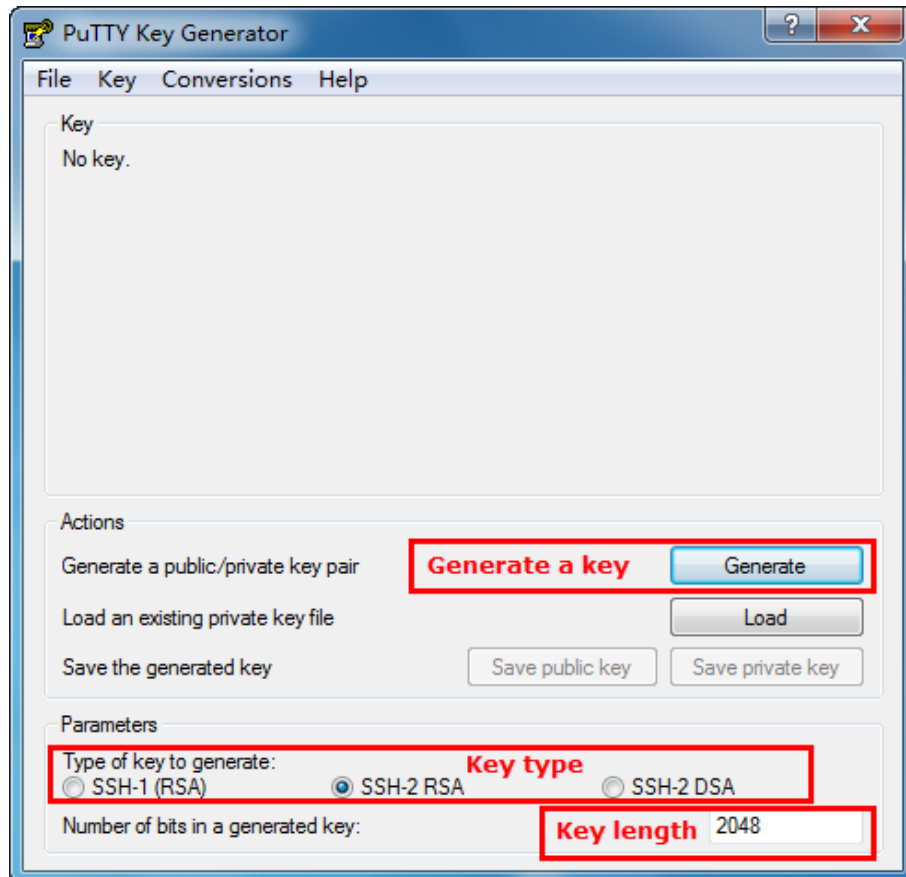 PuTTY Key Generator
?
X
File Key Conversions Help
Key
No key.
Actions
Generate a public/private key pair Generate a key Generate
Load an existing private key file Load
Save the generated key Save public key Save private key
Parameters
Type of key to generate: Key type
SSH-1 (RSA) SSH-2 RSA SSH-2 DSA
Number of bits in a generated key: Key length 2048